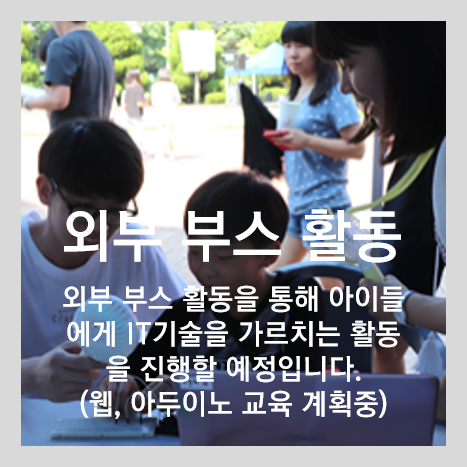 외부 부스 활동
외부 부스 활동을 통해 아이들
에게 IT기술을 가르치는 활동
을 진행할 예정입니다.
(웹, 아두이노 교육 계획중)